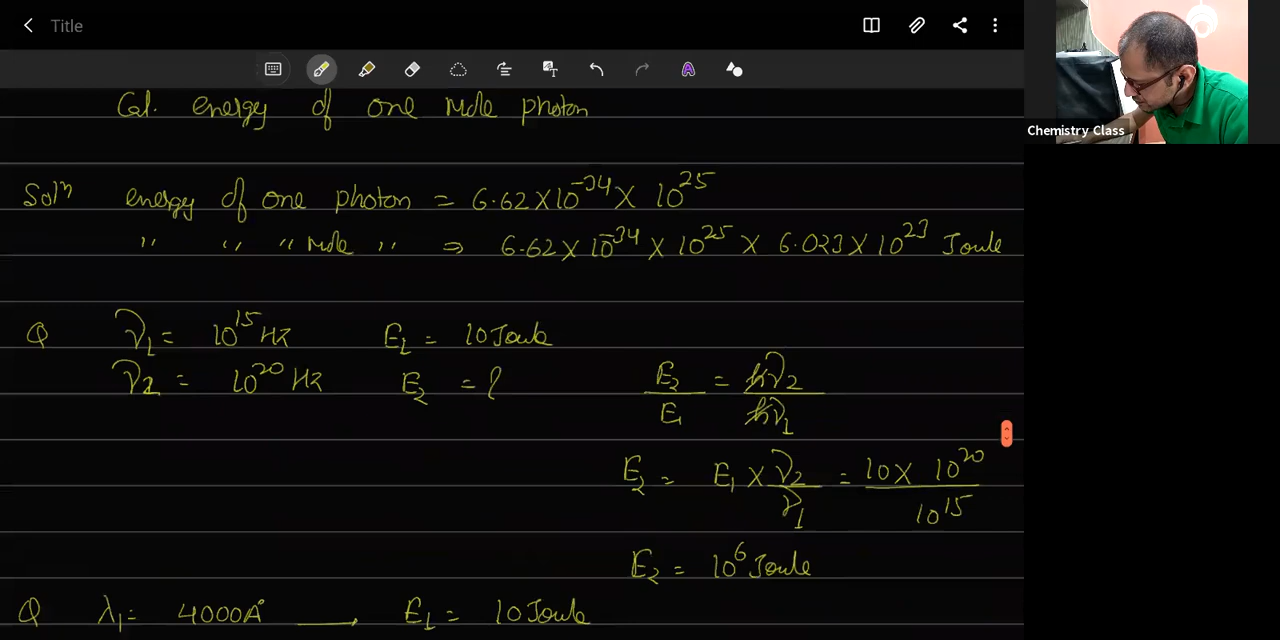 Title
Chemistry Class
Cal. energy of one mole photon
Solⁿ energy of one photon = 6.62 × 10⁻³⁴ × 10²⁵
" " " mole " ⇒ 6.62 × 10⁻³⁴ × 10²⁵ × 6.023 × 10²³ Joule
Q ν₁ = 10¹⁵ Hz E₁ = 10 Joule
ν₂ = 10²⁰ Hz E₂ = ?
E₂/E₁ = hν₂/hν₁
E₂ = E₁ × ν₂/ν₁ = 10 × 10²⁰/10¹⁵
E₂ = 10⁶ Joule
Q λ₁ = 4000 Å — E₁ = 10 Joule